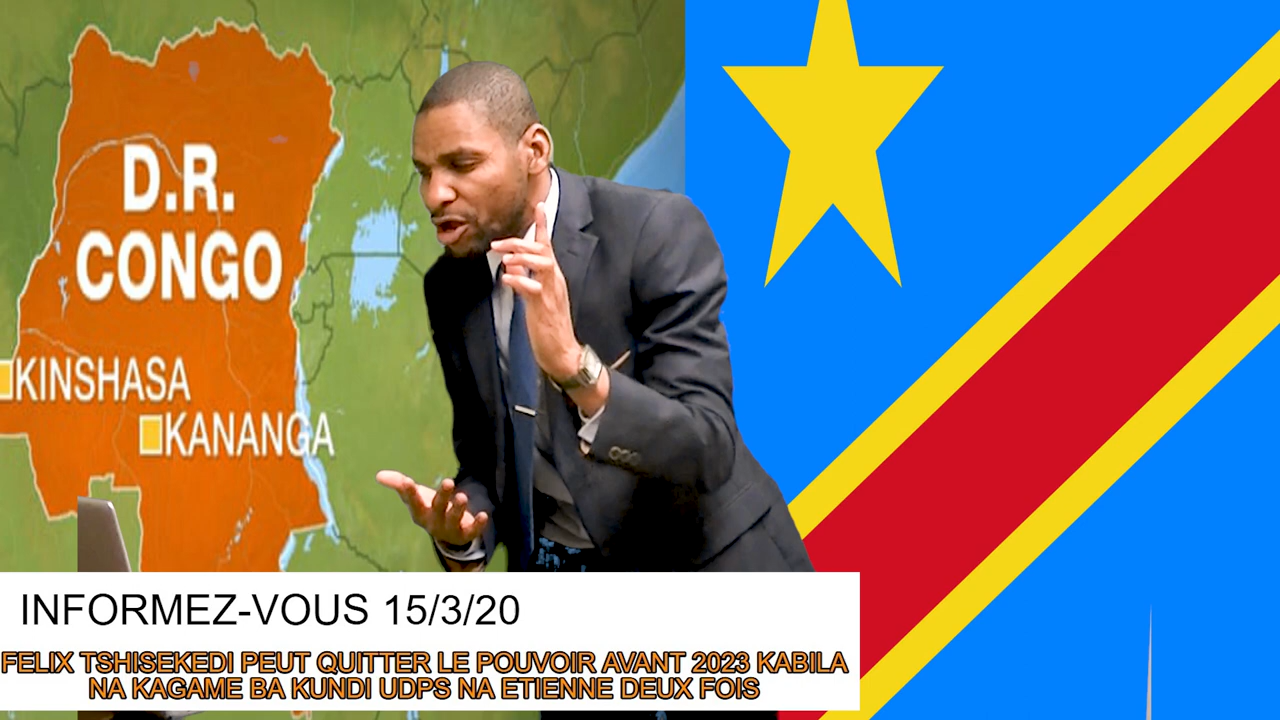 D.R.
CONGO
KINSHASA
KANANGA
INFORMEZ-VOUS 15/3/20
FELIX TSHISEKEDI PEUT QUITTER LE POUVOIR AVANT 2023 KABILA
NA KAGAME BA KUNDI UDPS NA ETIENNE DEUX FOIS